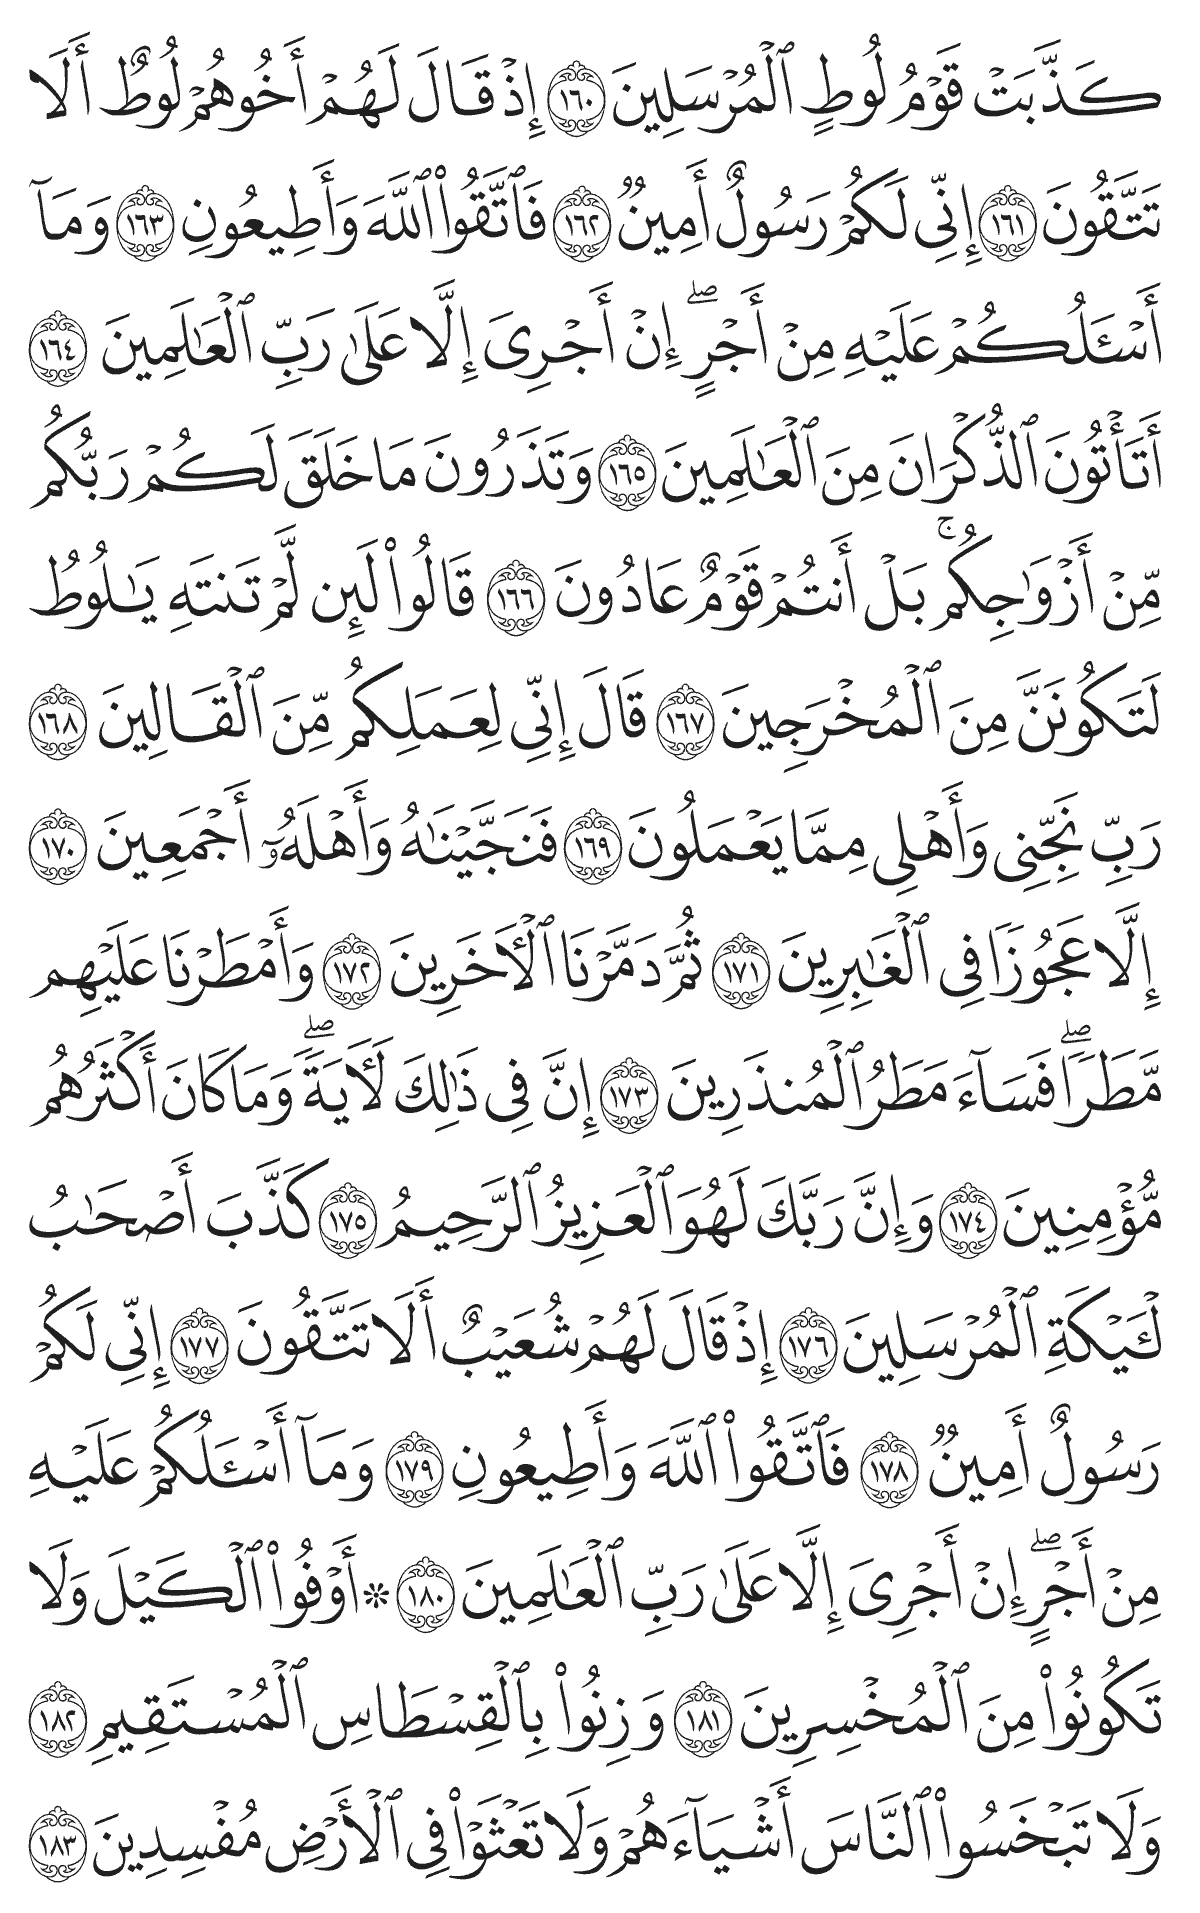 كَذَّبَتْ قَوْمُ لُوطٍ ٱلْمُرْسَلِينَ ١٦٠ إِذْ قَالَ لَهُمْ أَخُوهُمْ لُوطٌ أَلَا
تَتَّقُونَ ١٦١ إِنِّى لَكُمْ رَسُولٌ أَمِينٌ ١٦٢ فَٱتَّقُوا۟ ٱللَّهَ وَأَطِيعُونِ ١٦٣ وَمَآ
أَسْـَٔلُكُمْ عَلَيْهِ مِنْ أَجْرٍ ۖ إِنْ أَجْرِىَ إِلَّا عَلَىٰ رَبِّ ٱلْعَـٰلَمِينَ ١٦٤
أَتَأْتُونَ ٱلذُّكْرَانَ مِنَ ٱلْعَـٰلَمِينَ ١٦٥ وَتَذَرُونَ مَا خَلَقَ لَكُمْ رَبُّكُم
مِّنْ أَزْوَٰجِكُم ۚ بَلْ أَنتُمْ قَوْمٌ عَادُونَ ١٦٦ قَالُوا۟ لَئِن لَّمْ تَنتَهِ يَـٰلُوطُ
لَتَكُونَنَّ مِنَ ٱلْمُخْرَجِينَ ١٦٧ قَالَ إِنِّى لِعَمَلِكُم مِّنَ ٱلْقَالِينَ ١٦٨
رَبِّ نَجِّنِى وَأَهْلِى مِمَّا يَعْمَلُونَ ١٦٩ فَنَجَّيْنَـٰهُ وَأَهْلَهُۥٓ أَجْمَعِينَ ١٧٠
إِلَّا عَجُوزًا فِى ٱلْغَـٰبِرِينَ ١٧١ ثُمَّ دَمَّرْنَا ٱلْـَٔاخَرِينَ ١٧٢ وَأَمْطَرْنَا عَلَيْهِم
مَّطَرًا ۖ فَسَآءَ مَطَرُ ٱلْمُنذَرِينَ ١٧٣ إِنَّ فِى ذَٰلِكَ لَـَٔايَةً ۖ وَمَا كَانَ أَكْثَرُهُم
مُّؤْمِنِينَ ١٧٤ وَإِنَّ رَبَّكَ لَهُوَ ٱلْعَزِيزُ ٱلرَّحِيمُ ١٧٥ كَذَّبَ أَصْحَـٰبُ
لْـَٔيْكَةِ ٱلْمُرْسَلِينَ ١٧٦ إِذْ قَالَ لَهُمْ شُعَيْبٌ أَلَا تَتَّقُونَ ١٧٧ إِنِّى لَكُمْ
رَسُولٌ أَمِينٌ ١٧٨ فَٱتَّقُوا۟ ٱللَّهَ وَأَطِيعُونِ ١٧٩ وَمَآ أَسْـَٔلُكُمْ عَلَيْهِ
مِنْ أَجْرٍ ۖ إِنْ أَجْرِىَ إِلَّا عَلَىٰ رَبِّ ٱلْعَـٰلَمِينَ ١٨٠ ۞ أَوْفُوا۟ ٱلْكَيْلَ وَلَا
تَكُونُوا۟ مِنَ ٱلْمُخْسِرِينَ ١٨١ وَزِنُوا۟ بِٱلْقِسْطَاسِ ٱلْمُسْتَقِيمِ ١٨٢
وَلَا تَبْخَسُوا۟ ٱلنَّاسَ أَشْيَآءَهُمْ وَلَا تَعْثَوْا۟ فِى ٱلْأَرْضِ مُفْسِدِينَ ١٨٣